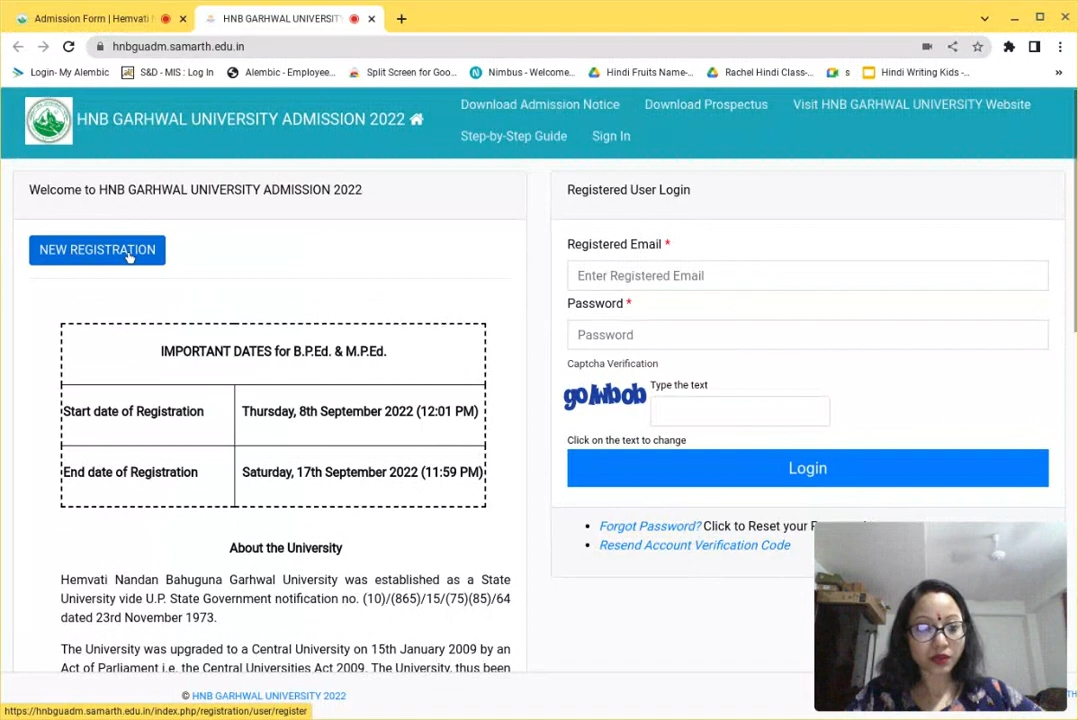 Admission Form | Hemvati
HNB GARHWAL UNIVERSITY
hnbguadm.samarth.edu.in
Login- My Alembic
S&D - MIS : Log In
Alembic - Employee...
Split Screen for Goo...
Nimbus - Welcome...
Hindi Fruits Name-...
Rachel Hindi Class-...
s
Hindi Writing Kids -...
HNB GARHWAL UNIVERSITY ADMISSION 2022
Download Admission Notice
Download Prospectus
Visit HNB GARHWAL UNIVERSITY Website
Step-by-Step Guide
Sign In
Welcome to HNB GARHWAL UNIVERSITY ADMISSION 2022
NEW REGISTRATION
IMPORTANT DATES for B.P.Ed. & M.P.Ed.
Start date of Registration
Thursday, 8th September 2022 (12:01 PM)
End date of Registration
Saturday, 17th September 2022 (11:59 PM)
About the University
Hemvati Nandan Bahuguna Garhwal University was established as a State
University vide U.P. State Government notification no. (10)/(865)/15/(75)(85)/64
dated 23rd November 1973.
The University was upgraded to a Central University on 15th January 2009 by an
Act of Parliament i.e. the Central Universities Act 2009. The University, thus been
Registered User Login
Registered Email *
Enter Registered Email
Password *
Password
Captcha Verification
Type the text
Click on the text to change
Login
Forgot Password? Click to Reset your
Resend Account Verification Code
© HNB GARHWAL UNIVERSITY 2022
https://hnbguadm.samarth.edu.in/index.php/registration/user/register